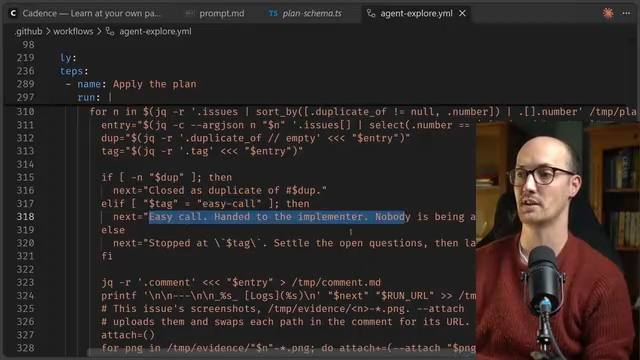 Cadence — Learn at your own pa
prompt.md
TS plan-schema.ts
agent-explore.yml
.github > workflows > agent-explore.yml
98
219 ly:
236 teps:
289 - name: Apply the plan
297 run: |
310 for n in $(jq -r '.issues | sort_by([.duplicate_of != null, .number]) | .[].number' /tmp/pla
311 entry="$(jq -c --argjson n "$n" '.issues[] | select(.number ==
312 dup="$(jq -r '.duplicate_of // empty' <<< "$entry")"
313 tag="$(jq -r '.tag' <<< "$entry")"
314
315 if [ -n "$dup" ]; then
316 next="Closed as duplicate of #$dup."
317 elif [ "$tag" = "easy-call" ]; then
318 next="Easy call. Handed to the implementer. Nobody is being a
319 else
320 next="Stopped at \`$tag\`. Settle the open questions, then la
321 fi
322
323 jq -r '.comment' <<< "$entry" > /tmp/comment.md
324 printf '\n\n---\n\n_%s_ [Logs](%s)\n' "$next" "$RUN_URL" >> /tm
325 # This issue's screenshots, /tmp/evidence/<n>-*.png. --attach
326 # uploads them and swaps each path in the comment for its URL.
327 attach=()
328 for png in /tmp/evidence/"$n"-*.png; do attach+=(--attach "$png